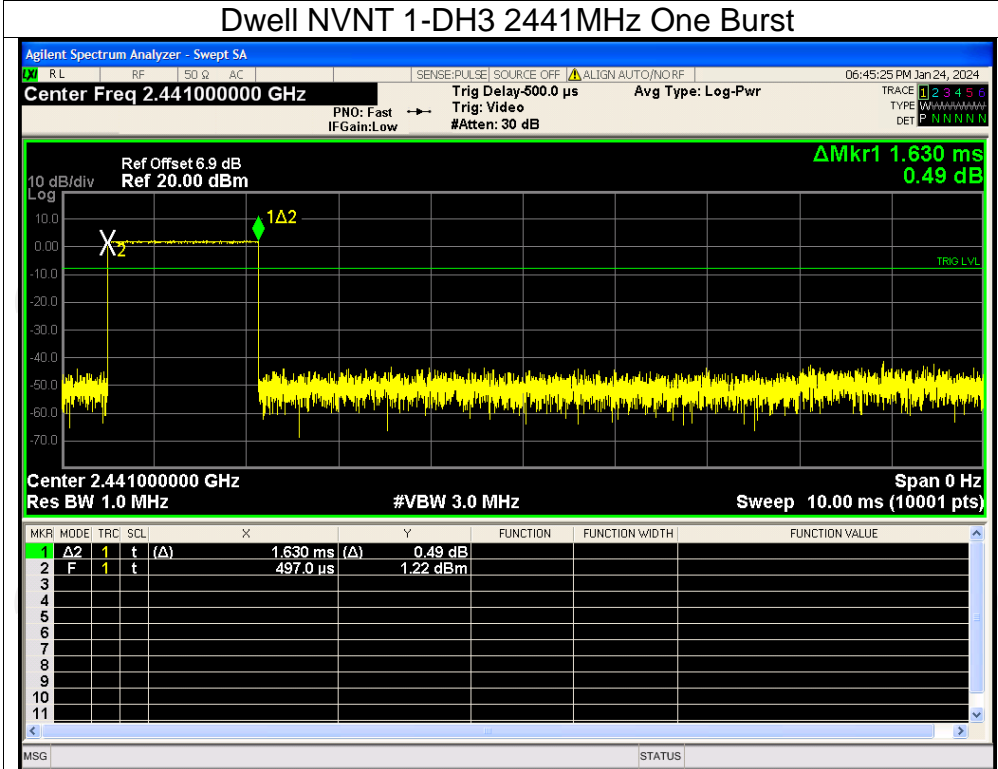 Dwell NVNT 1-DH3 2441MHz One Burst
Agilent Spectrum Analyzer - Swept SA
LXI RL RF 50 Ω AC SENSE:PULSE SOURCE OFF ALIGN AUTO/NO RF 06:45:25 PM Jan 24, 2024
Center Freq 2.441000000 GHz
PNO: Fast
IFGain:Low
Trig Delay-500.0 µs
Trig: Video
#Atten: 30 dB
Avg Type: Log-Pwr
TRACE 1 2 3 4 5 6
TYPE WWWWWWW
DET P N N N N N
ΔMkr1 1.630 ms
0.49 dB
Ref Offset 6.9 dB
10 dB/div Ref 20.00 dBm
Log
10.0
0.00
-10.0
-20.0
-30.0
-40.0
-50.0
-60.0
-70.0
1Δ2
2
TRIG LVL
Center 2.441000000 GHz Span 0 Hz
Res BW 1.0 MHz #VBW 3.0 MHz Sweep 10.00 ms (10001 pts)
MKR MODE TRC SCL X Y FUNCTION FUNCTION WIDTH FUNCTION VALUE
1 Δ2 1 t (Δ) 1.630 ms (Δ) 0.49 dB
2 F 1 t 497.0 µs 1.22 dBm
3
4
5
6
7
8
9
10
11
MSG STATUS